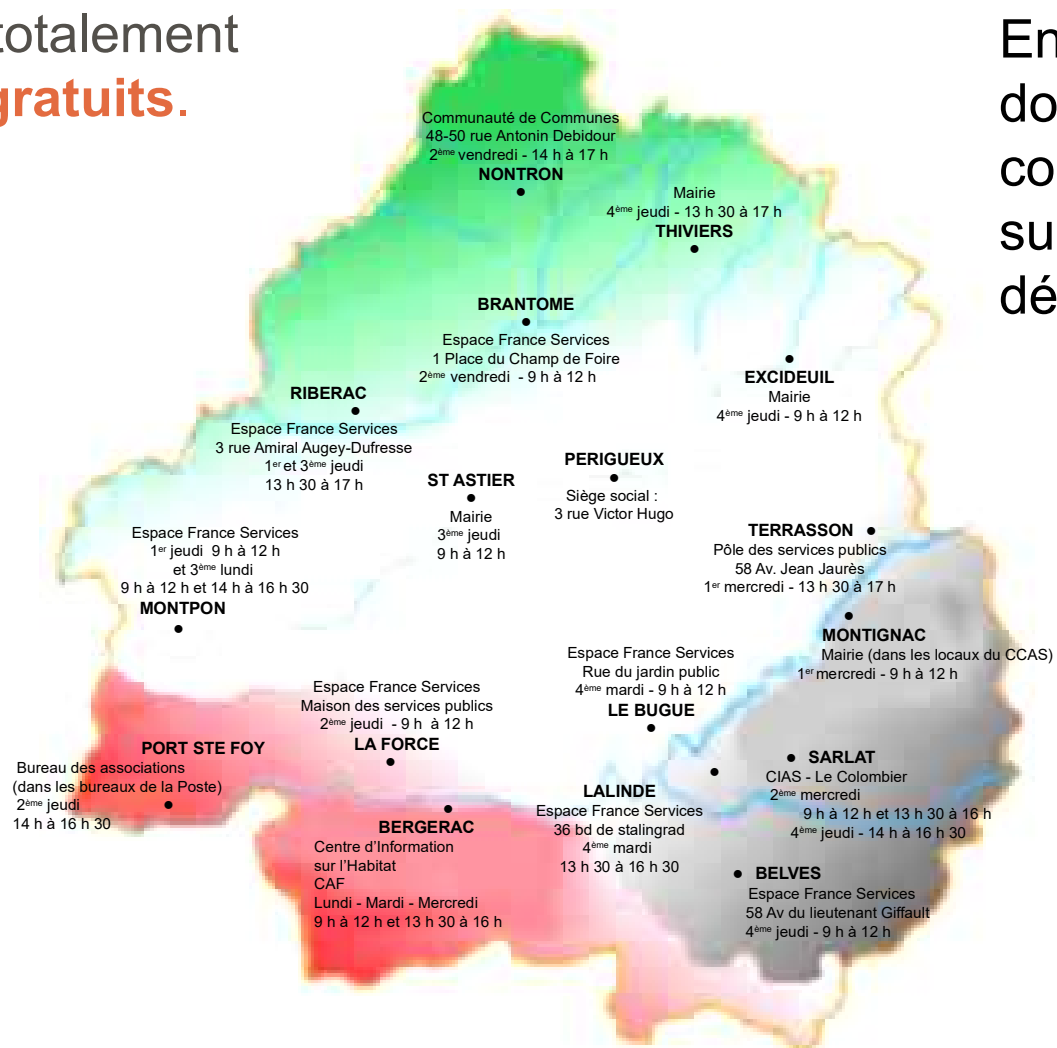 totalement
gratuits.
En
do
co
su
dé
Communauté de Communes
48-50 rue Antonin Debidour
2ème vendredi - 14 h à 17 h
NONTRON
Mairie
4ème jeudi - 13 h 30 à 17 h
THIVIERS
BRANTOME
Espace France Services
1 Place du Champ de Foire
2ème vendredi - 9 h à 12 h
EXCIDEUIL
Mairie
4ème jeudi - 9 h à 12 h
RIBERAC
Espace France Services
3 rue Amiral Augey-Dufresse
1er et 3ème jeudi
13 h 30 à 17 h
ST ASTIER
Mairie
3ème jeudi
9 h à 12 h
PERIGUEUX
Siège social :
3 rue Victor Hugo
Espace France Services
1er jeudi 9 h à 12 h
et 3ème lundi
9 h à 12 h et 14 h à 16 h 30
MONTPON
TERRASSON
Pôle des services publics
58 Av. Jean Jaurès
1er mercredi - 13 h 30 à 17 h
MONTIGNAC
Mairie (dans les locaux du CCAS)
1er mercredi - 9 h à 12 h
Espace France Services
Rue du jardin public
4ème mardi - 9 h à 12 h
LE BUGUE
Espace France Services
Maison des services publics
2ème jeudi - 9 h à 12 h
LA FORCE
PORT STE FOY
Bureau des associations
(dans les bureaux de la Poste)
2ème jeudi
14 h à 16 h 30
BERGERAC
Centre d'Information
sur l'Habitat
CAF
Lundi - Mardi - Mercredi
9 h à 12 h et 13 h 30 à 16 h
LALINDE
Espace France Services
36 bd de stalingrad
4ème mardi
13 h 30 à 16 h 30
SARLAT
CIAS - Le Colombier
2ème mercredi
9 h à 12 h et 13 h 30 à 16 h
4ème jeudi - 14 h à 16 h 30
BELVES
Espace France Services
58 Av du lieutenant Giffault
4ème jeudi - 9 h à 12 h